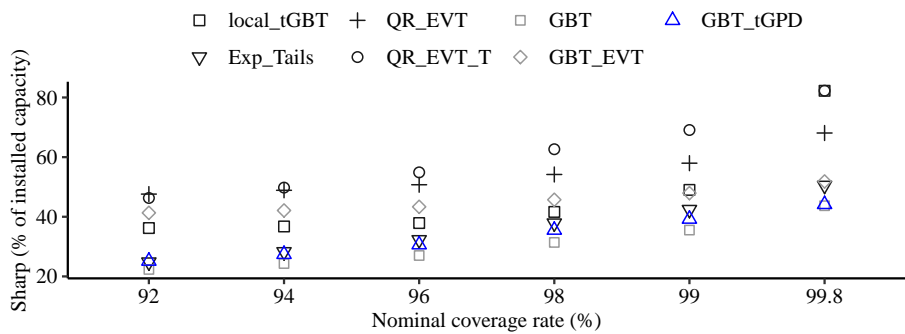 local_tGBT QR_EVT GBT GBT_tGPD
Exp_Tails QR_EVT_T GBT_EVT
Sharp (% of installed capacity)
80
60
40
20
92 94 96 98 99 99.8
Nominal coverage rate (%)